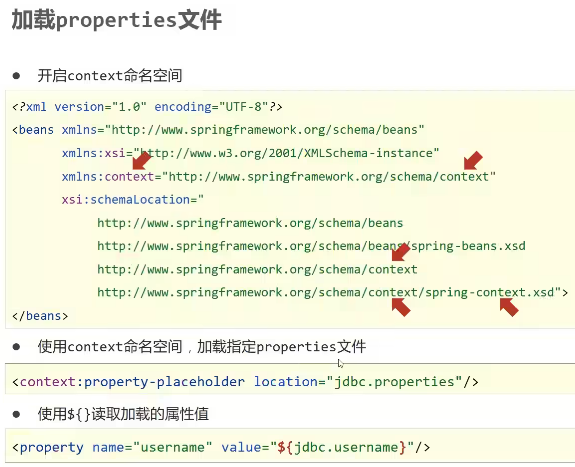 加载properties文件
● 开启context命名空间
<?xml version="1.0" encoding="UTF-8"?>
<beans xmlns="http://www.springframework.org/schema/beans"
xmlns:xsi="http://www.w3.org/2001/XMLSchema-instance"
xmlns:context="http://www.springframework.org/schema/context"
xsi:schemaLocation="
http://www.springframework.org/schema/beans
http://www.springframework.org/schema/beans/spring-beans.xsd
http://www.springframework.org/schema/context
http://www.springframework.org/schema/context/spring-context.xsd">
</beans>
● 使用context命名空间，加载指定properties文件
<context:property-placeholder location="jdbc.properties"/>
● 使用${}读取加载的属性值
<property name="username" value="${jdbc.username}"/>